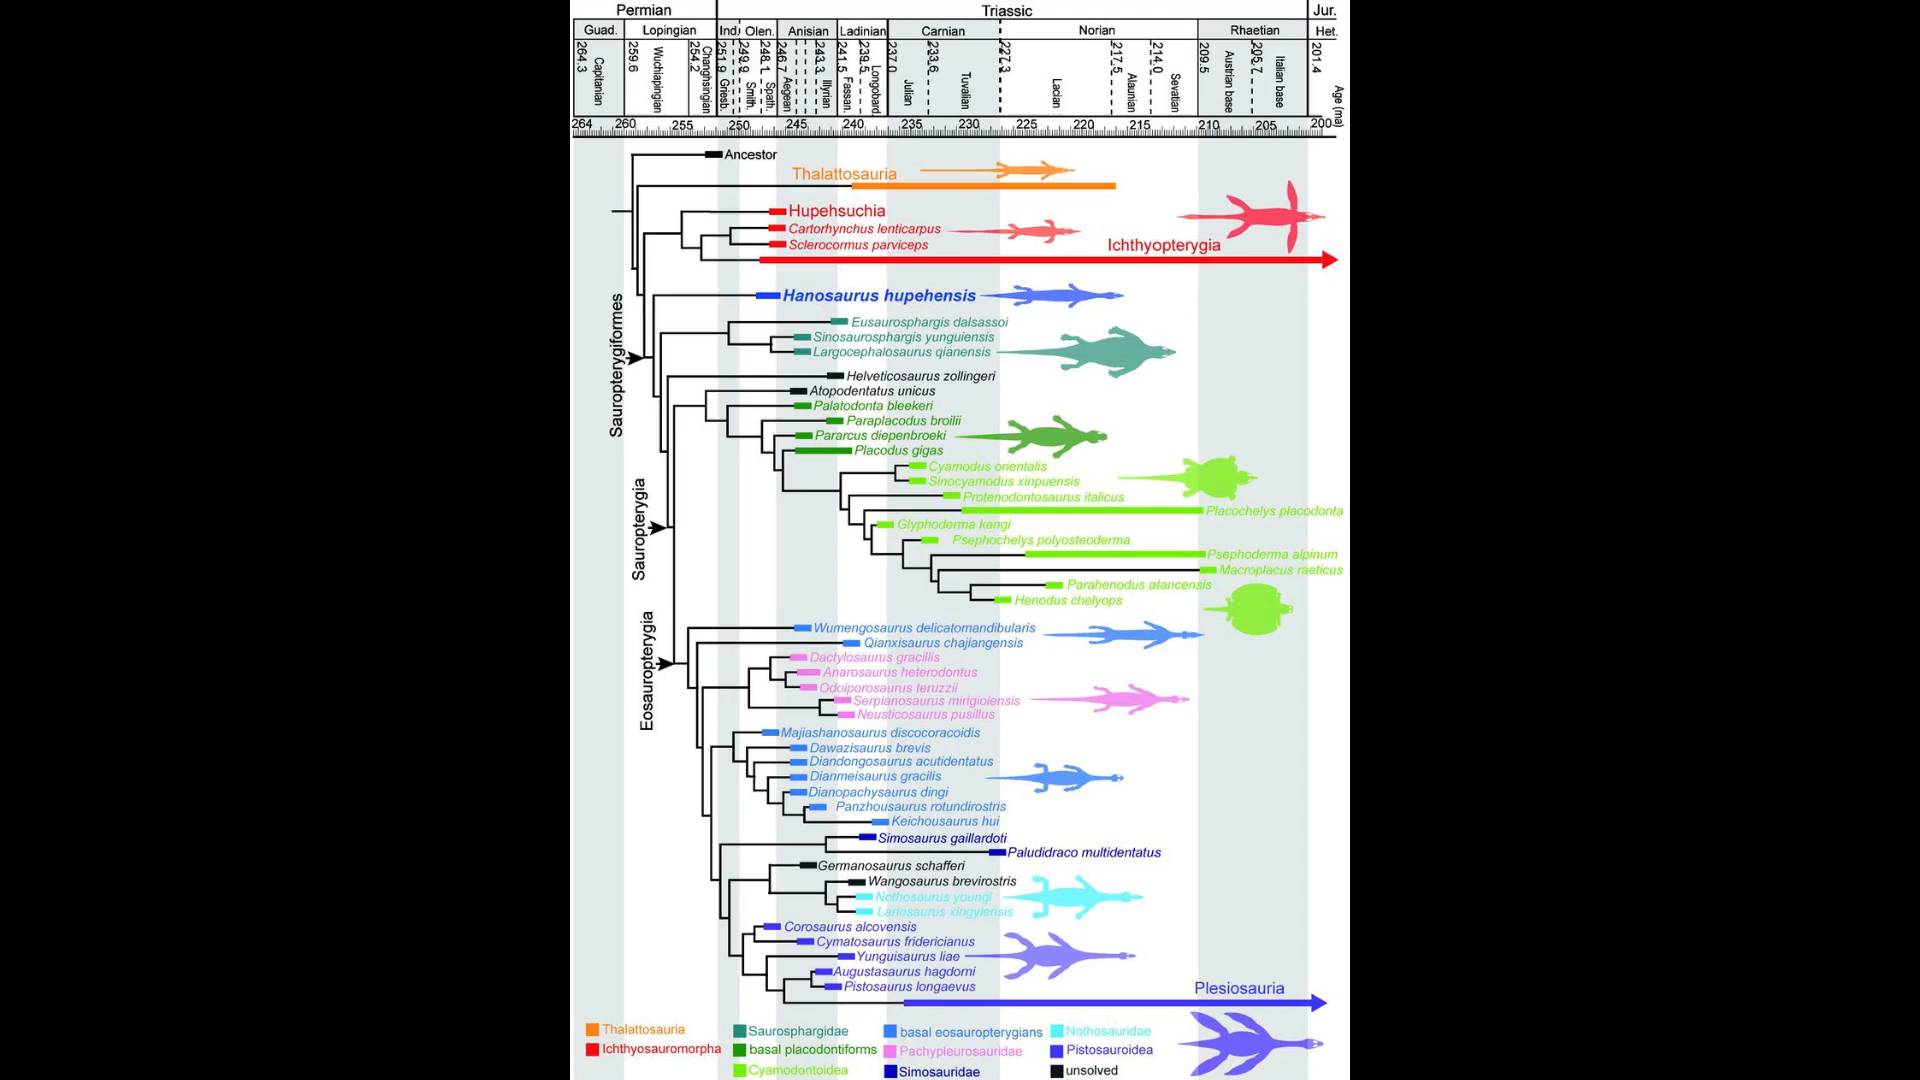 Permian Triassic Jur.
Guad. Lopingian Ind. Olen. Anisian Ladinian Carnian Norian Rhaetian Het.
264.3 259.6 254.2 251.9 249.9 248.1 246.7 243.3 241.5 239.5 237.0 233.6 227.3 217.5 214.0 209.5 205.7 201.4
Capitanian Wuchiapingian Changhsingian Griesb. Smith. Spath. Aegean Illyrian Fassan. Longobard. Julian Tuvalian Lacian Alaunian Sevatian Austrian base Italian base Age (ma)
264 260 255 250 245 240 235 230 225 220 215 210 205 200
Ancestor
Thalattosauria
Hupehsuchia
Cartorhynchus lenticarpus
Sclerocormus parviceps
Ichthyopterygia
Hanosaurus hupehensis
Sauropterygiformes
Eusaurosphargis dalsassoi
Sinosaurosphargis yunguiensis
Largocephalosaurus qianensis
Helveticosaurus zollingeri
Atopodentatus unicus
Palatodonta bleekeri
Paraplacodus broilii
Pararcus diepenbroeki
Placodus gigas
Cyamodus orientalis
Sinocyamodus xinpuensis
Sauropterygia
Protenodontosaurus italicus
Placochelys placodonta
Glyphoderma kangi
Psephochelys polyosteoderma
Psephoderma alpinum
Macroplacus raeticus
Parahenodus atancensis
Henodus chelyops
Eosauropterygia
Wumengosaurus delicatomandibularis
Qianxisaurus chajiangensis
Dactylosaurus gracillis
Anarosaurus heterodontus
Odoiporosaurus teruzzii
Serpianosaurus mirigiolensis
Neusticosaurus pusillus
Majiashanosaurus discocoracoidis
Dawazisaurus brevis
Diandongosaurus acutidentatus
Dianmeisaurus gracilis
Dianopachysaurus dingi
Panzhousaurus rotundirostris
Keichousaurus hui
Simosaurus gaillardoti
Paludidraco multidentatus
Germanosaurus schafferi
Wangosaurus brevirostris
Nothosaurus youngi
Lariosaurus xingyiensis
Corosaurus alcovensis
Cymatosaurus fridericianus
Yunguisaurus liae
Augustasaurus hagdorni
Pistosaurus longaevus
Plesiosauria
Thalattosauria Saurosphargidae basal eosauropterygians Nothosauridae
Ichthyosauromorpha basal placodontiforms Pachypleurosauridae Pistosauroidea
Cyamodontoidea Simosauridae unsolved